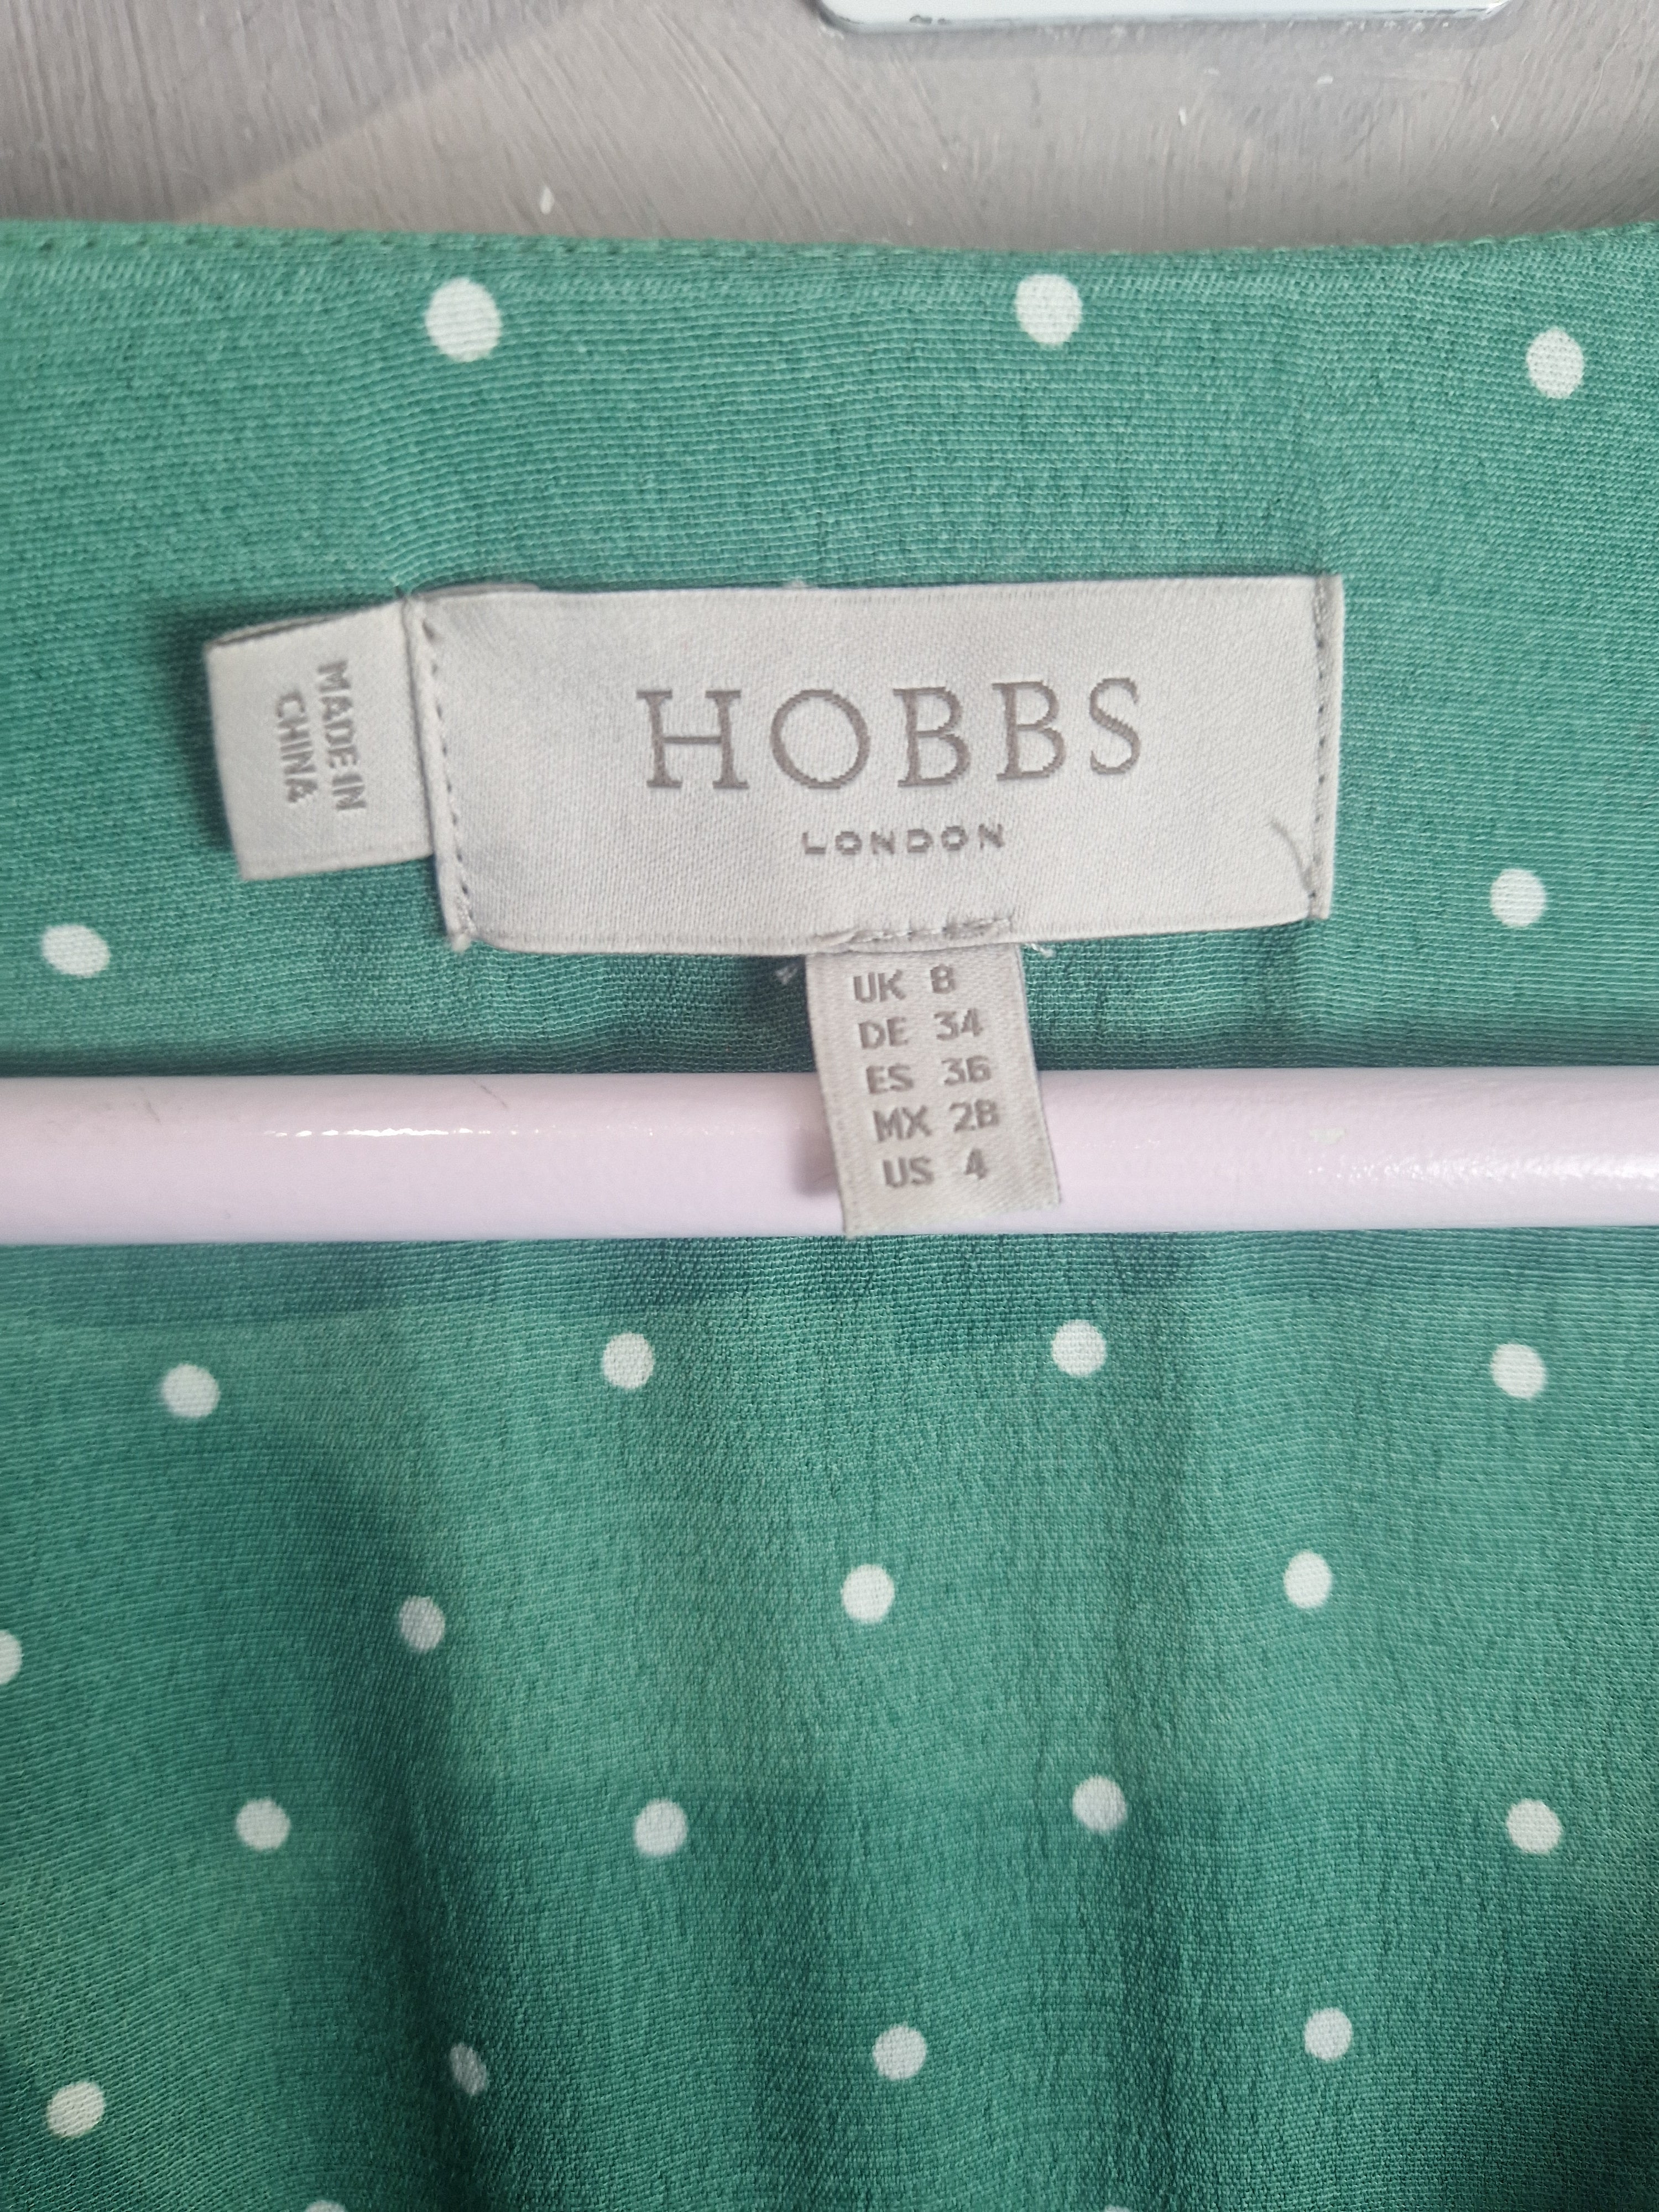 HOBBS
LONDON
MADE IN
CHINA
UK 8
DE 34
ES 36
MX 28
US 4